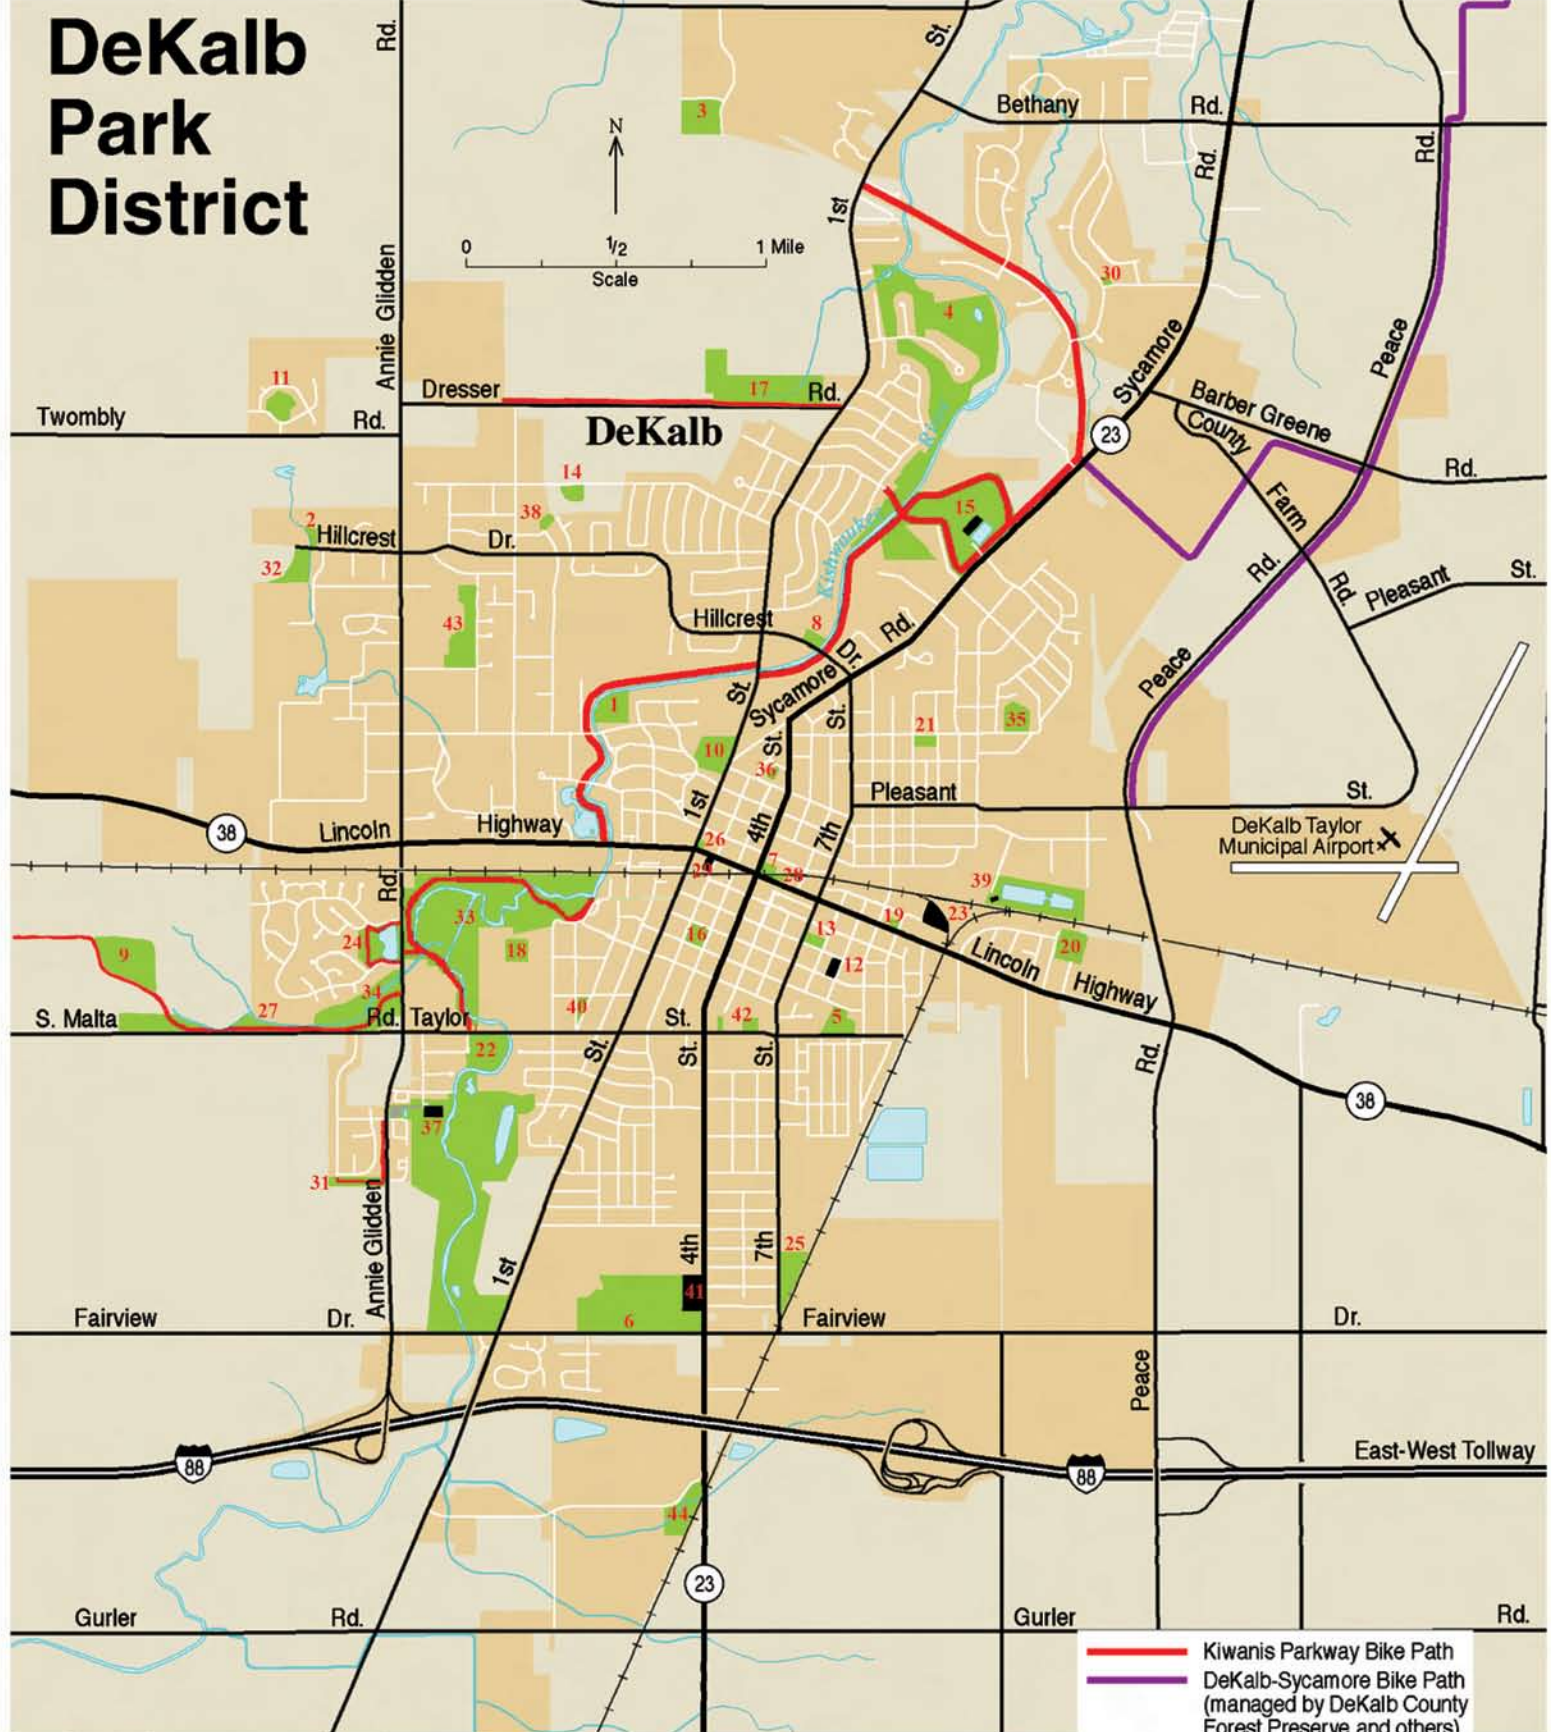 DeKalb
Park
District
Rd.
St.
Bethany
Rd.
3
N
Rd.
Rd.
1st
0
1/2
1 Mile
Scale
30
Annie Glidden
4
Sycamore
Peace
11
Dresser
17
Rd.
Barber Greene
Twombly
Rd.
DeKalb
River
23
County
Rd.
14
38
15
Farm
2
Hillcrest
Dr.
Kishwaukee
32
Rd.
Rd.
Pleasant
St.
43
Hillcrest
8
Dr.
Rd.
Peace
St.
Sycamore
1
St.
St.
21
35
10
36
Pleasant
St.
1st
4th
7th
38
Lincoln
Highway
26
DeKalb Taylor
Municipal Airport
29
7
28
Rd.
39
33
19
23
24
18
16
13
20
9
12
Lincoln
Highway
34
27
40
42
5
S. Malta
Rd.
Taylor
St.
22
St.
St.
St.
Rd.
38
37
31
Annie Glidden
1st
4th
7th
25
41
6
Fairview
Dr.
Fairview
Dr.
Peace
88
88
East-West Tollway
44
23
Gurler
Rd.
Gurler
Rd.
Kiwanis Parkway Bike Path
DeKalb-Sycamore Bike Path
(managed by DeKalb County
Forest Preserve and others)